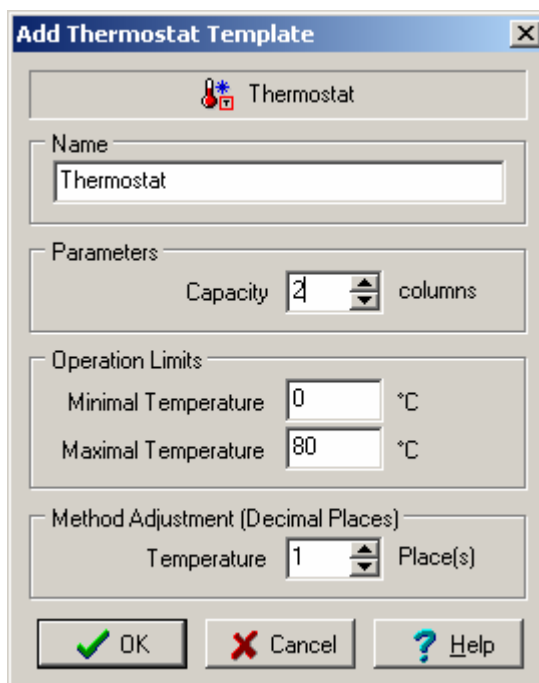 Add Thermostat Template
Thermostat
Name
Thermostat
Parameters
Capacity 2 columns
Operation Limits
Minimal Temperature 0 °C
Maximal Temperature 80 °C
Method Adjustment (Decimal Places)
Temperature 1 Place(s)
OK Cancel Help